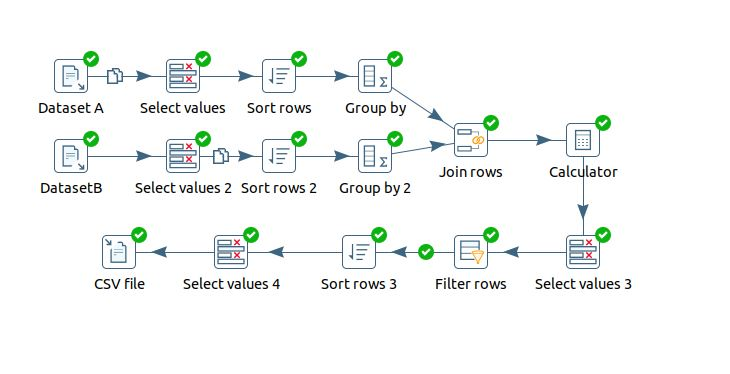 Dataset A
Select values
Sort rows
Group by
DatasetB
Select values 2
Sort rows 2
Group by 2
Join rows
Calculator
CSV file
Select values 4
Sort rows 3
Filter rows
Select values 3